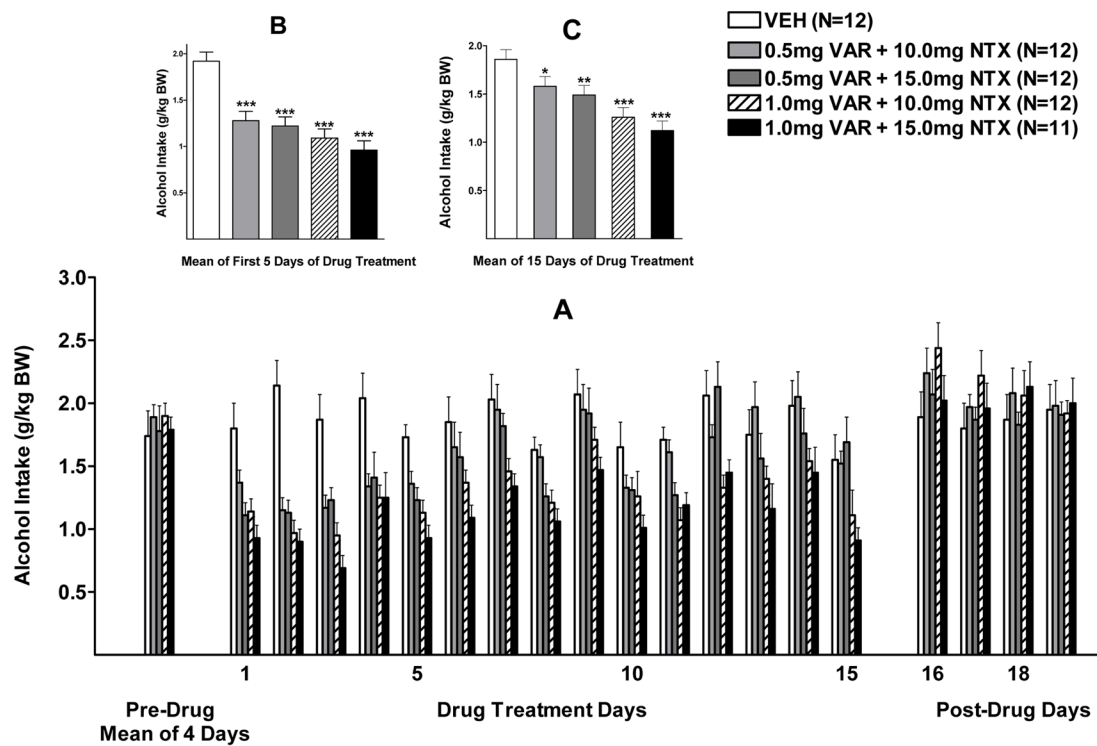 B
Alcohol Intake (g/kg BW)
2.0
1.5
1
0.5
***
***
***
***
Mean of First 5 Days of Drug Treatment
C
Alcohol Intake (g/kg BW)
2.0
1.5
1.0
0.5
*
**
***
***
Mean of 15 Days of Drug Treatment
VEH (N=12)
0.5mg VAR + 10.0mg NTX (N=12)
0.5mg VAR + 15.0mg NTX (N=12)
1.0mg VAR + 10.0mg NTX (N=12)
1.0mg VAR + 15.0mg NTX (N=11)
A
Alcohol Intake (g/kg BW)
3.0
2.5
2.0
1.5
1.0
0.5
1 5 10 15 16 18
Pre-Drug Drug Treatment Days Post-Drug Days
Mean of 4 Days